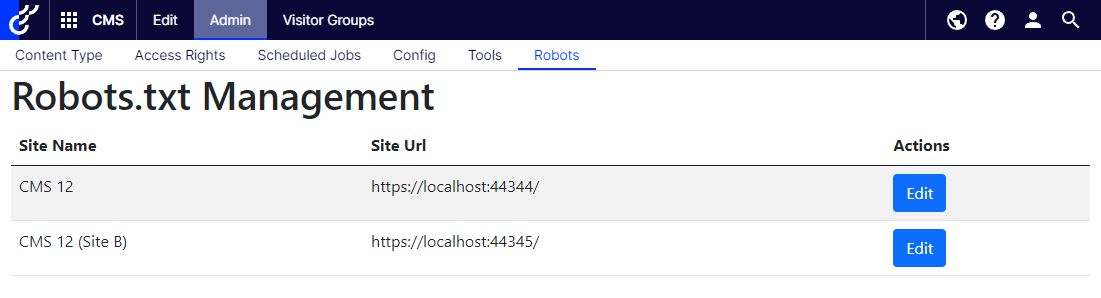 CMS Edit Admin Visitor Groups
Content Type Access Rights Scheduled Jobs Config Tools Robots
Robots.txt Management
Site Name Site Url Actions
CMS 12 https://localhost:44344/ Edit
CMS 12 (Site B) https://localhost:44345/ Edit